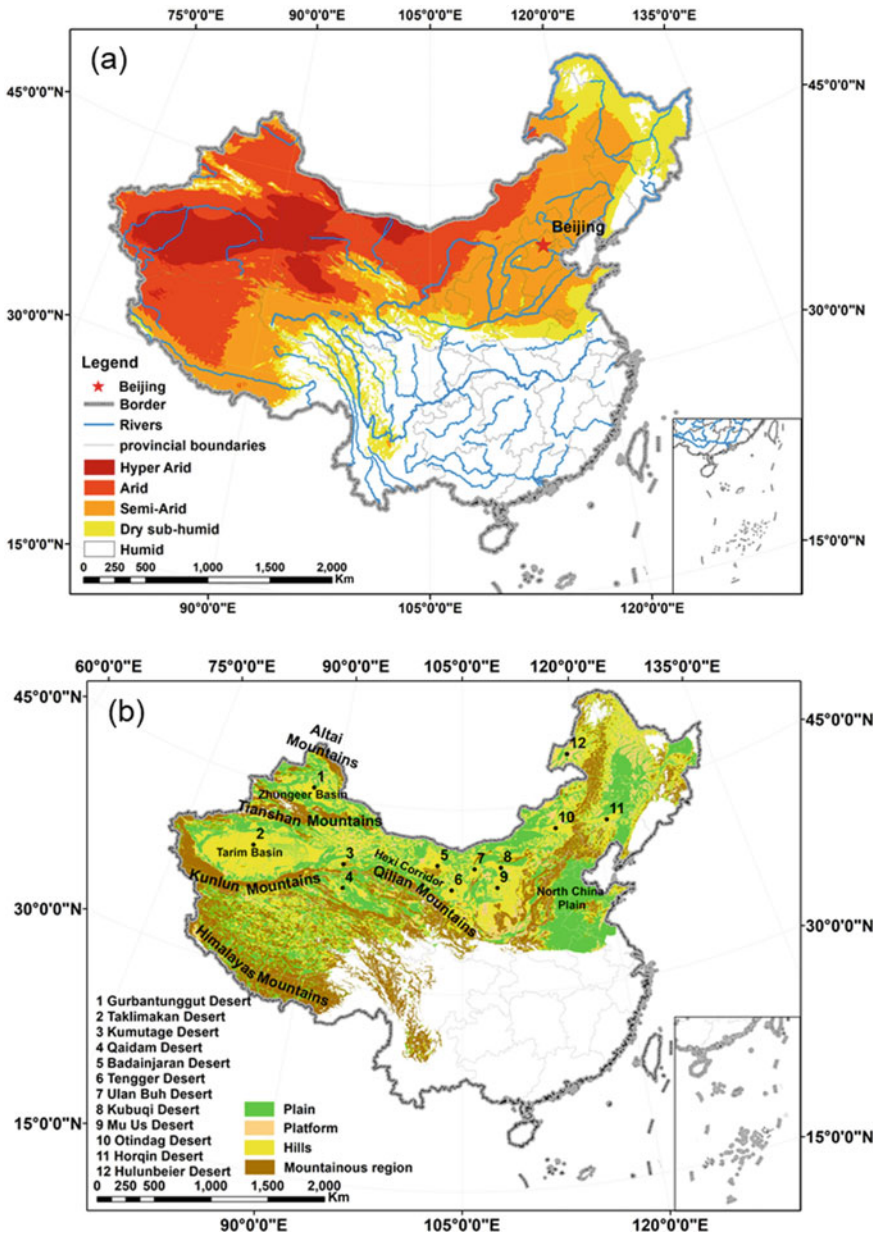 75°0'0"E 90°0'0"E 105°0'0"E 120°0'0"E 135°0'0"E
(a)
45°0'0"N 45°0'0"N
Beijing
30°0'0"N 30°0'0"N
Legend
Beijing
Border
Rivers
provincial boundaries
Hyper Arid
Arid
Semi-Arid
Dry sub-humid
Humid
15°0'0"N 15°0'0"N
0 250 500 1,000 1,500 2,000
Km
90°0'0"E 105°0'0"E 120°0'0"E
60°0'0"E 75°0'0"E 90°0'0"E 105°0'0"E 120°0'0"E 135°0'0"E
45°0'0"N 45°0'0"N
(b)
Altai
Mountains
12
1
Zhungeer Basin
Tianshan Mountains
10
11
2
Tarim Basin
3
4
5
6
7
8
9
Hexi Corridor
Qilian Mountains
Kunlun Mountains
North China
Plain
30°0'0"N 30°0'0"N
Himalayas Mountains
1 Gurbantunggut Desert
2 Taklimakan Desert
3 Kumutage Desert
4 Qaidam Desert
5 Badainjaran Desert
6 Tengger Desert
7 Ulan Buh Desert
8 Kubuqi Desert
9 Mu Us Desert
10 Otindag Desert
11 Horqin Desert
12 Hulunbeier Desert
Plain
Platform
Hills
Mountainous region
15°0'0"N 15°0'0"N
0 250 500 1,000 1,500 2,000
Km
90°0'0"E 105°0'0"E 120°0'0"E